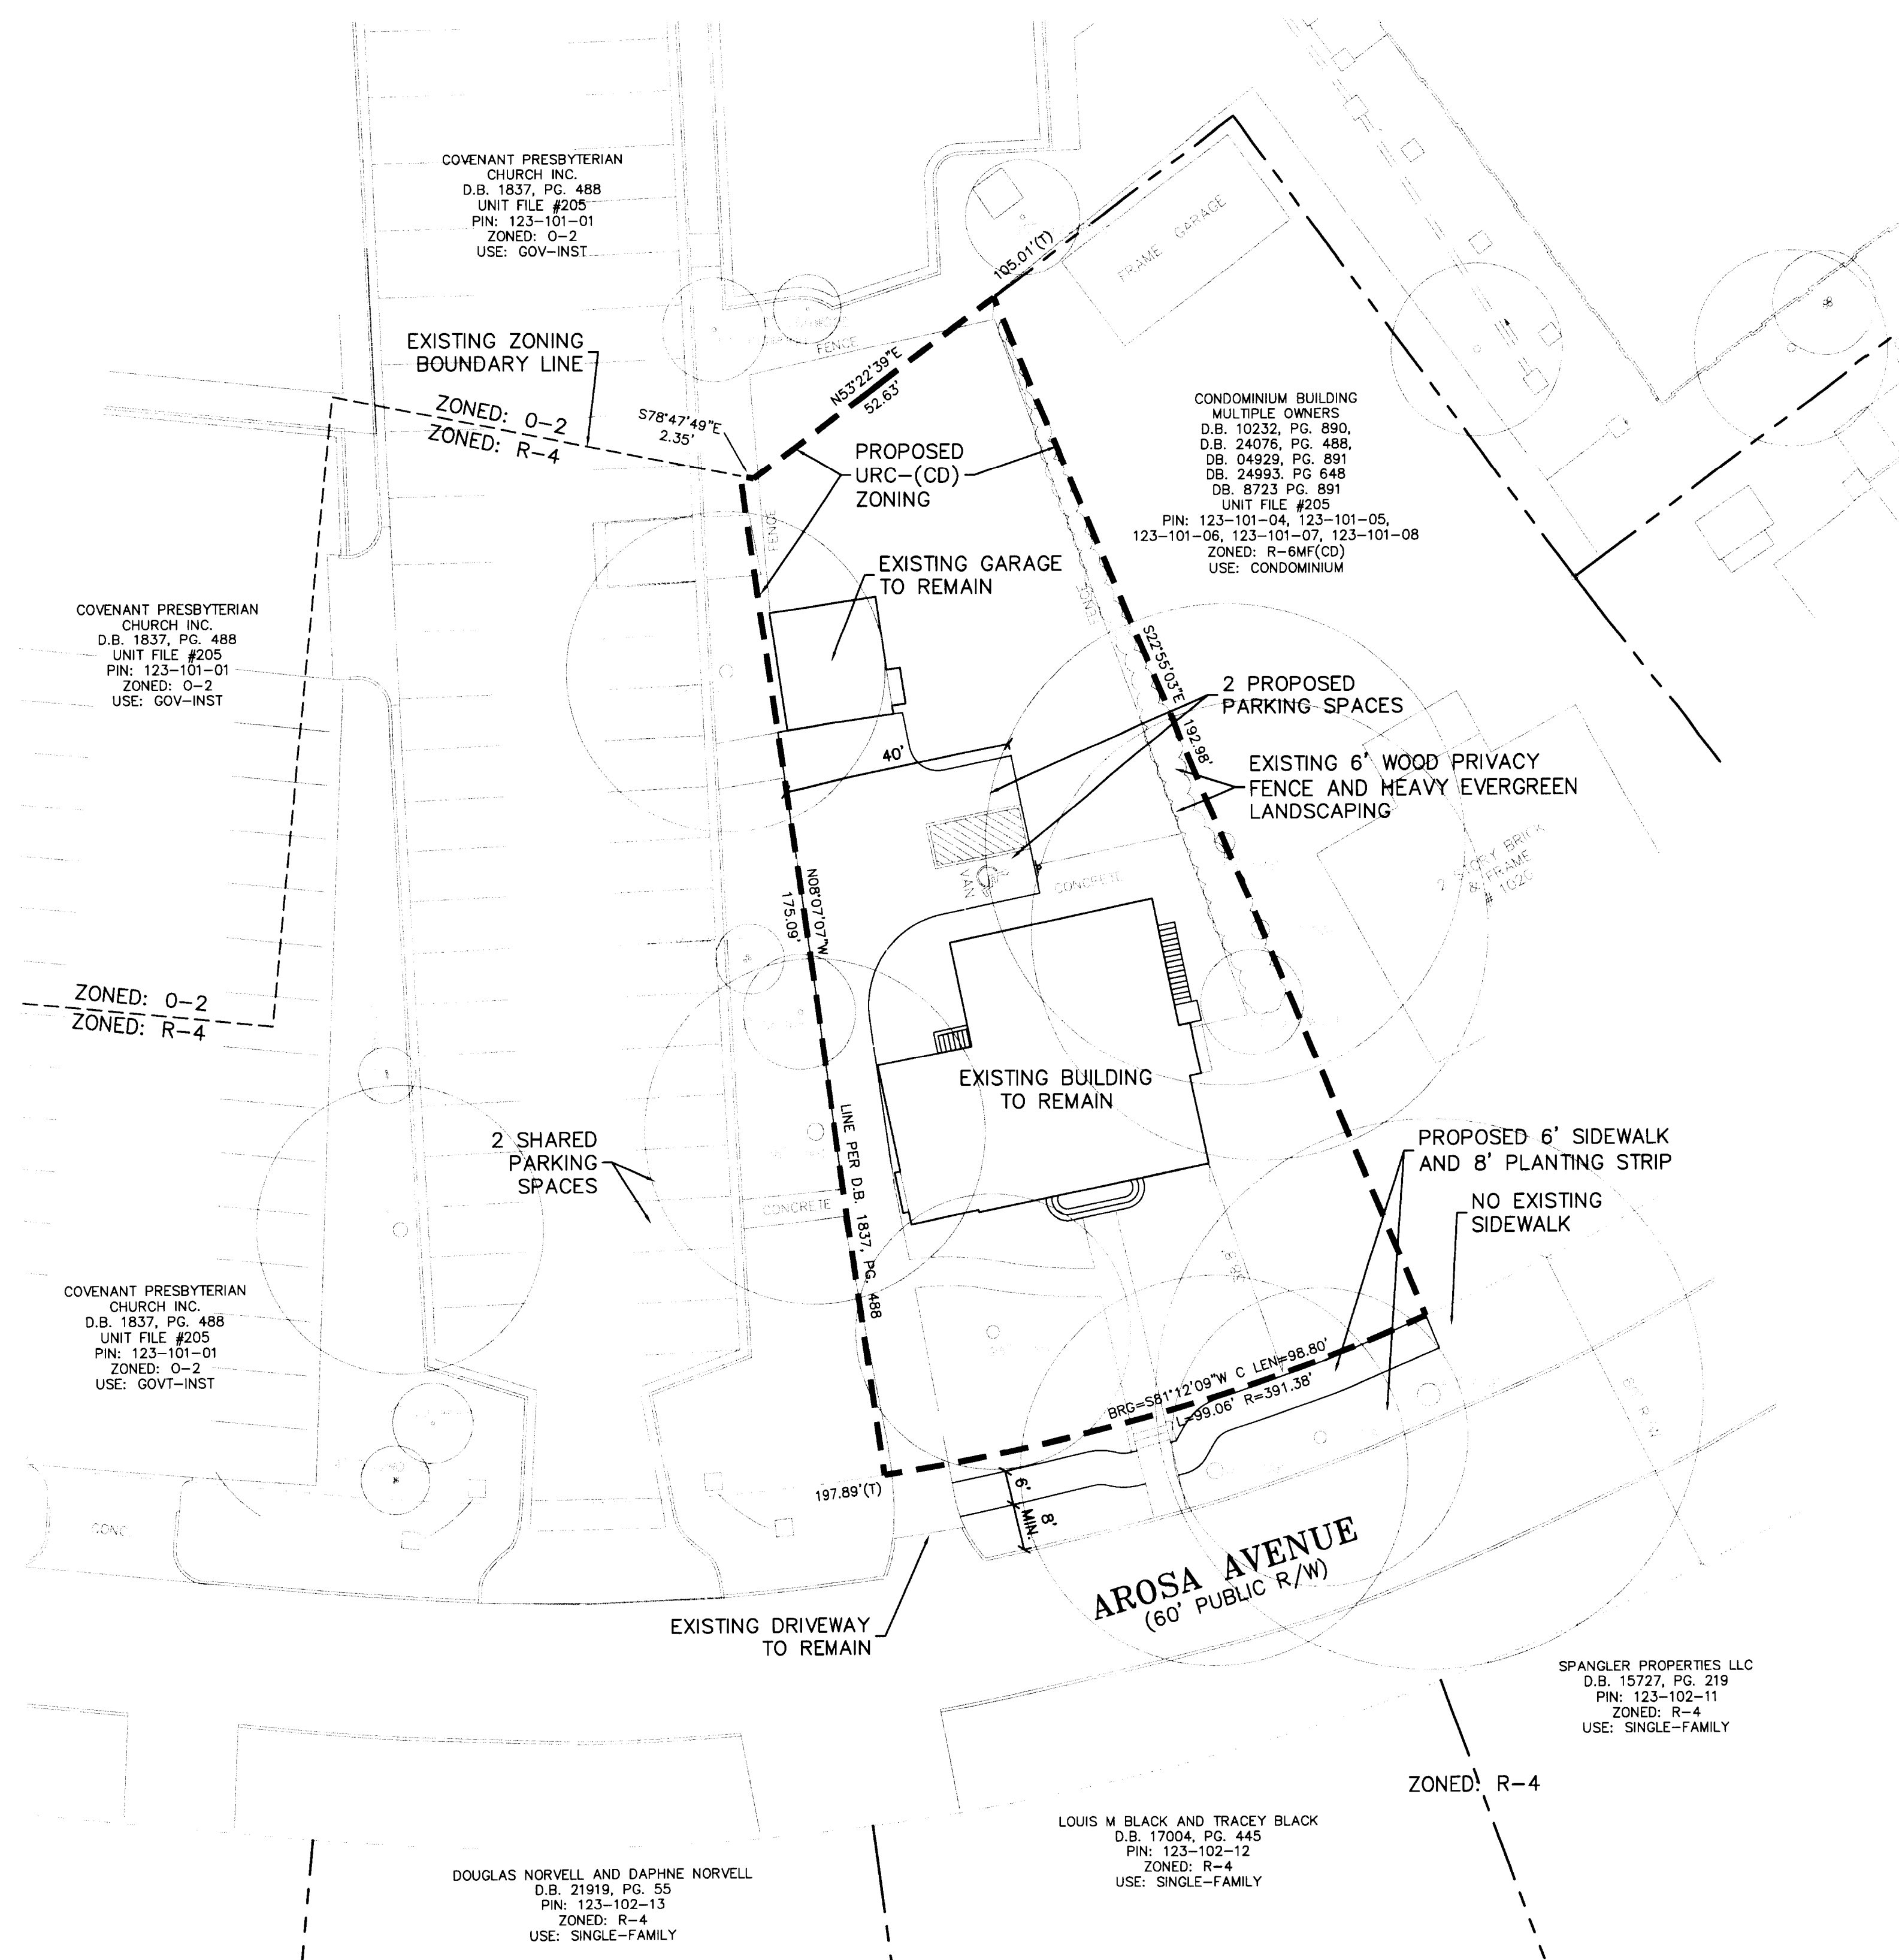 COVENANT PRESBYTERIAN
CHURCH INC.
D.B. 1837, PG. 488
UNIT FILE #205
PIN: 123-101-01
ZONED: O-2
USE: GOV-INST
105.01'(T)
FRAME GARAGE
EXISTING ZONING
BOUNDARY LINE
FENCE
N53°22'39"E
52.63'
ZONED: O-2
ZONED: R-4
S78°47'49"E
2.35'
PROPOSED
URC-(CD)
ZONING
CONDOMINIUM BUILDING
MULTIPLE OWNERS
D.B. 10232, PG. 890,
D.B. 24076, PG. 488,
DB. 04929, PG. 891
DB. 24993. PG 648
DB. 8723 PG. 891
UNIT FILE #205
PIN: 123-101-04, 123-101-05,
123-101-06, 123-101-07, 123-101-08
ZONED: R-6MF(CD)
USE: CONDOMINIUM
FENCE
EXISTING GARAGE
TO REMAIN
FENCE
COVENANT PRESBYTERIAN
CHURCH INC.
D.B. 1837, PG. 488
UNIT FILE #205
PIN: 123-101-01
ZONED: O-2
USE: GOV-INST
S22°55'03"E 192.98'
2 PROPOSED
PARKING SPACES
40'
EXISTING 6' WOOD PRIVACY
FENCE AND HEAVY EVERGREEN
LANDSCAPING
2 STORY BRICK
& FRAME
VAN
CONCRETE
N08°07'07"W
175.09'
ZONED: O-2
ZONED: R-4
EXISTING BUILDING
TO REMAIN
2 SHARED
PARKING
SPACES
LINE PER D.B. 1837, PG. 488
CONCRETE
PROPOSED 6' SIDEWALK
AND 8' PLANTING STRIP
NO EXISTING
SIDEWALK
COVENANT PRESBYTERIAN
CHURCH INC.
D.B. 1837, PG. 488
UNIT FILE #205
PIN: 123-101-01
ZONED: O-2
USE: GOVT-INST
BRG=S81°12'09"W C LEN=98.80'
L=99.06' R=391.38'
197.89'(T)
6'
MIN.
8'
CONC.
AROSA AVENUE
(60' PUBLIC R/W)
EXISTING DRIVEWAY
TO REMAIN
SPANGLER PROPERTIES LLC
D.B. 15727, PG. 219
PIN: 123-102-11
ZONED: R-4
USE: SINGLE-FAMILY
ZONED: R-4
LOUIS M BLACK AND TRACEY BLACK
D.B. 17004, PG. 445
PIN: 123-102-12
ZONED: R-4
USE: SINGLE-FAMILY
DOUGLAS NORVELL AND DAPHNE NORVELL
D.B. 21919, PG. 55
PIN: 123-102-13
ZONED: R-4
USE: SINGLE-FAMILY